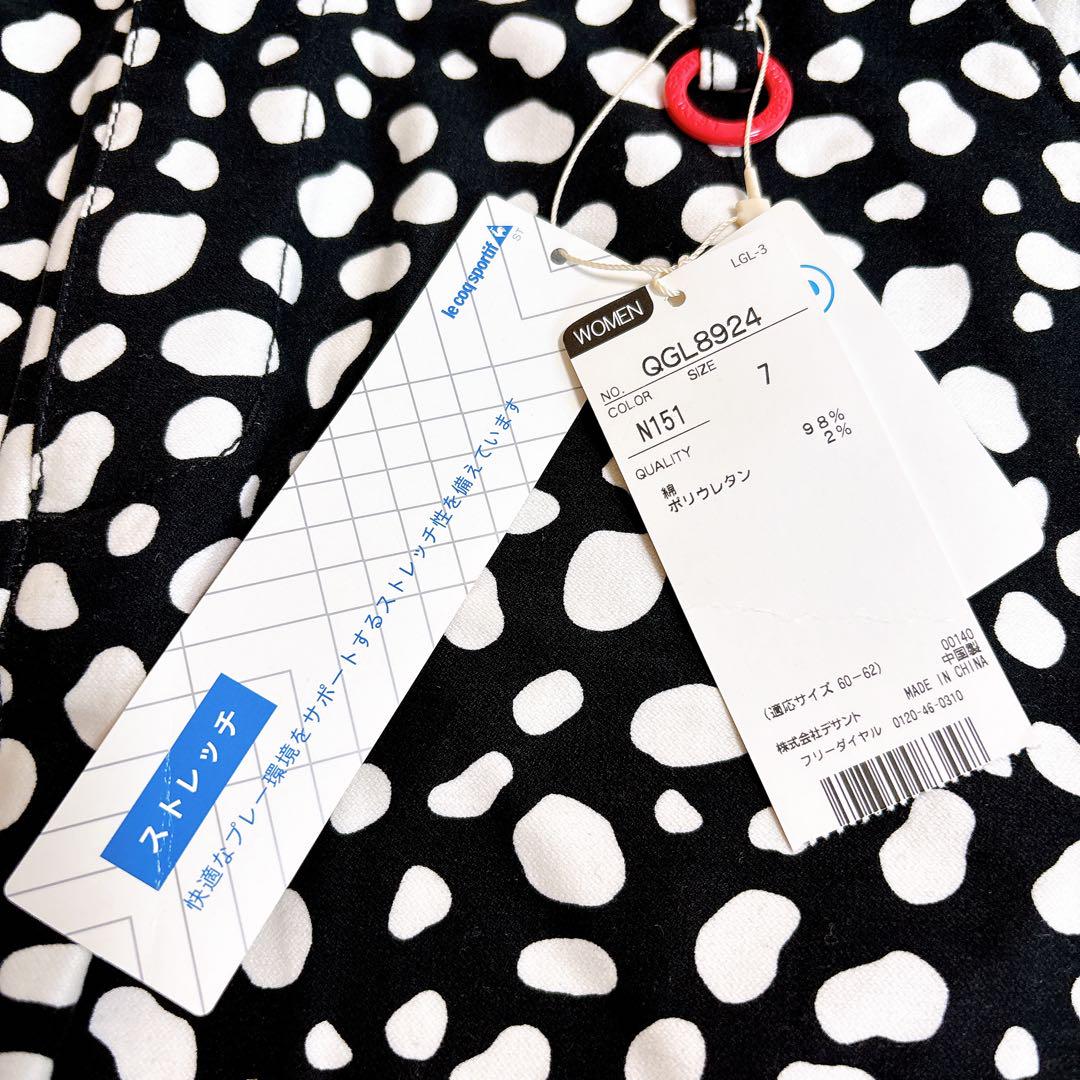 le coq sportif
ST
ストレッチ
快適なプレー環境をサポートするストレッチ性を備えています
WOMEN
LGL-3
NO. QGL8924
COLOR SIZE
N151 7
QUALITY
綿 98%
ポリウレタン 2%
00140
(適応サイズ 60-62) 中国製
MADE IN CHINA
株式会社デサント
フリーダイヤル 0120-46-0310